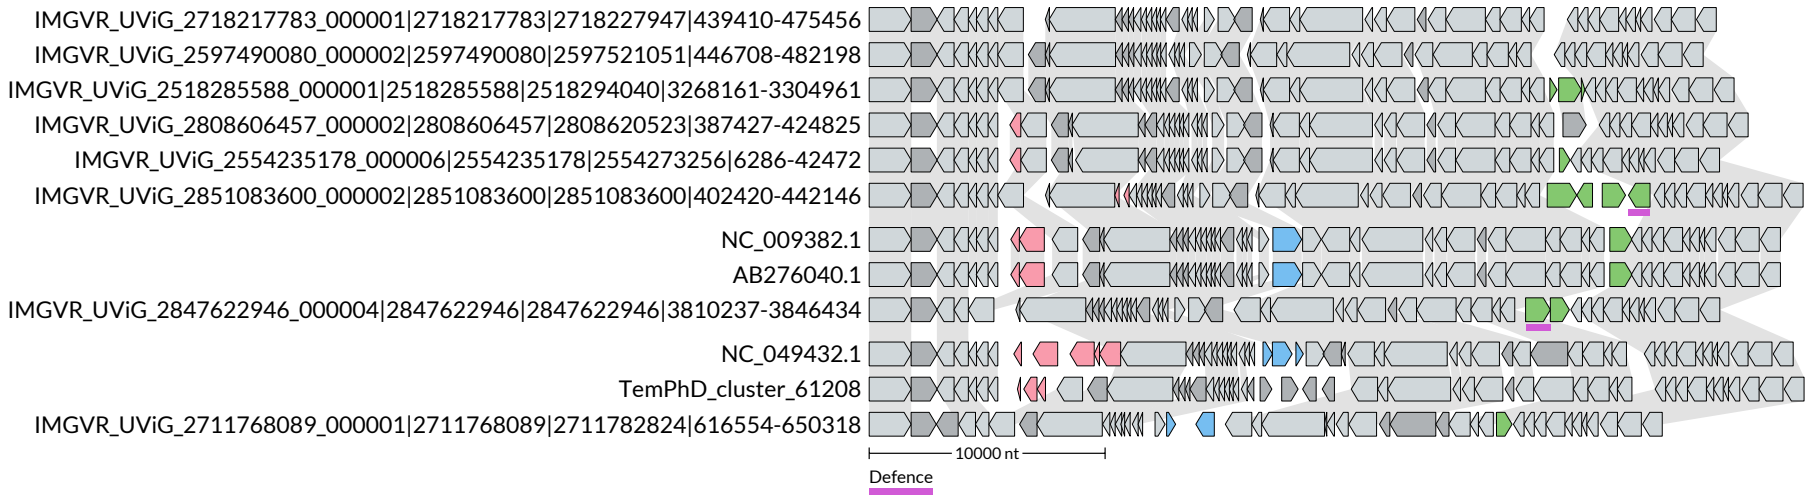 IMGVR_UViG_2718217783_000001|2718217783|2718227947|439410-475456
IMGVR_UViG_2597490080_000002|2597490080|2597521051|446708-482198
IMGVR_UViG_2518285588_000001|2518285588|2518294040|3268161-3304961
IMGVR_UViG_2808606457_000002|2808606457|2808620523|387427-424825
IMGVR_UViG_2554235178_000006|2554235178|2554273256|6286-42472
IMGVR_UViG_2851083600_000002|2851083600|2851083600|402420-442146
NC_009382.1
AB276040.1
IMGVR_UViG_2847622946_000004|2847622946|2847622946|3810237-3846434
NC_049432.1
TemPhD_cluster_61208
IMGVR_UViG_2711768089_000001|2711768089|2711782824|616554-650318
10000 nt
Defence